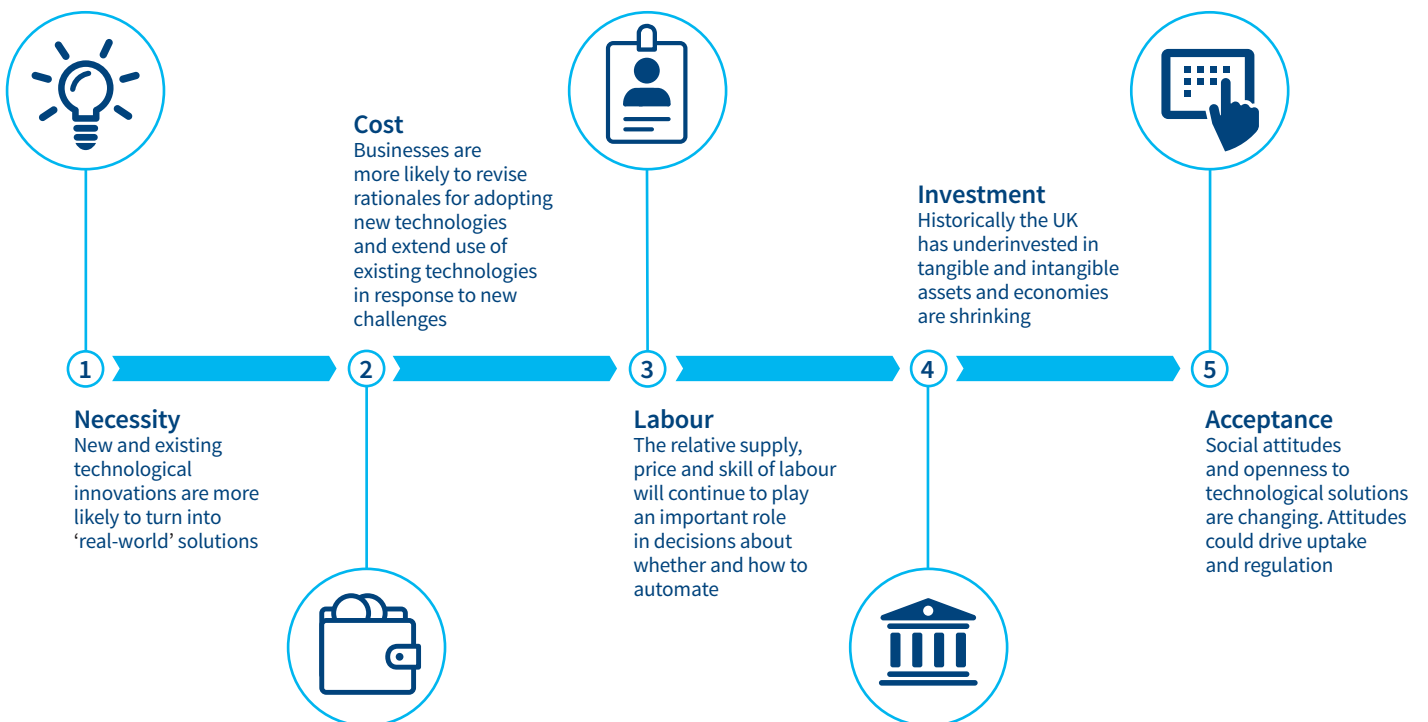 1
Necessity
New and existing
technological
innovations are more
likely to turn into
‘real-world’ solutions
2
Cost
Businesses are
more likely to revise
rationales for adopting
new technologies
and extend use of
existing technologies
in response to new
challenges
3
Labour
The relative supply,
price and skill of labour
will continue to play
an important role
in decisions about
whether and how to
automate
4
Investment
Historically the UK
has underinvested in
tangible and intangible
assets and economies
are shrinking
5
Acceptance
Social attitudes
and openness to
technological solutions
are changing. Attitudes
could drive uptake
and regulation